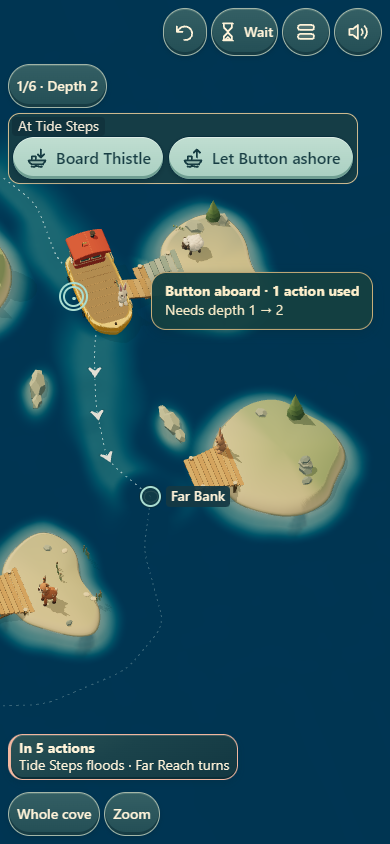 Wait
1/6 · Depth 2
At Tide Steps
Board Thistle
Let Button ashore
Button aboard · 1 action used
Needs depth 1 → 2
Far Bank
In 5 actions
Tide Steps floods · Far Reach turns
Whole cove
Zoom